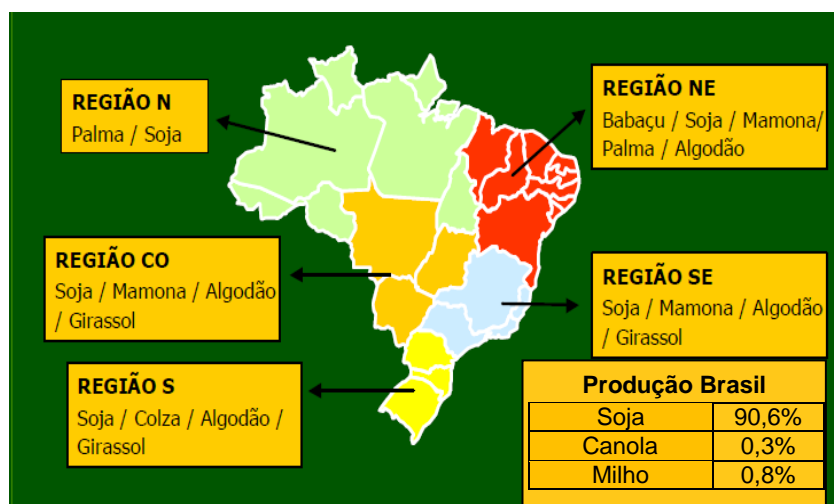 REGIÃO N
Palma / Soja
REGIÃO NE
Babaçu / Soja / Mamona/
Palma / Algodão
REGIÃO CO
Soja / Mamona / Algodão
/ Girassol
REGIÃO SE
Soja / Mamona / Algodão
/ Girassol
REGIÃO S
Soja / Colza / Algodão /
Girassol
Produção Brasil
Soja 90,6%
Canola 0,3%
Milho 0,8%